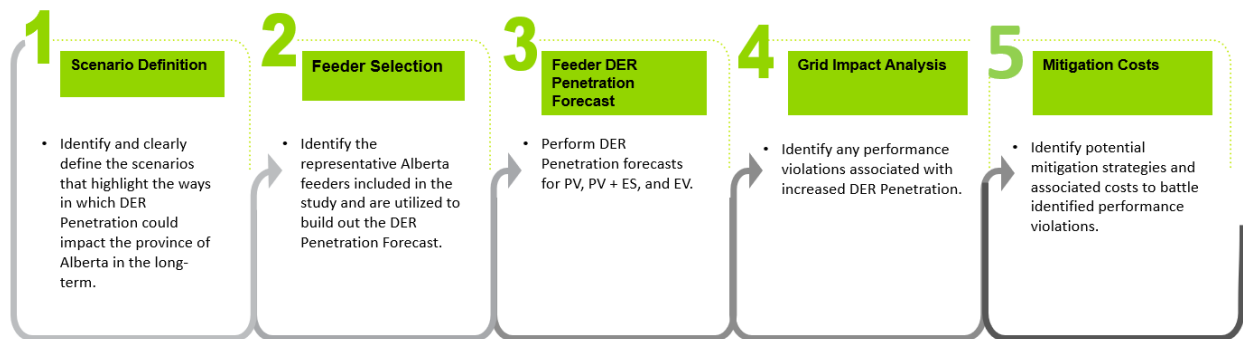 1
Scenario Definition
• Identify and clearly
define the scenarios
that highlight the ways
in which DER
Penetration could
impact the province of
Alberta in the long-
term.
2
Feeder Selection
• Identify the
representative Alberta
feeders included in the
study and are utilized to
build out the DER
Penetration Forecast.
3
Feeder DER
Penetration
Forecast
• Perform DER
Penetration forecasts
for PV, PV + ES, and EV.
4
Grid Impact Analysis
• Identify any performance
violations associated with
increased DER Penetration.
5
Mitigation Costs
• Identify potential
mitigation strategies and
associated costs to battle
identified performance
violations.